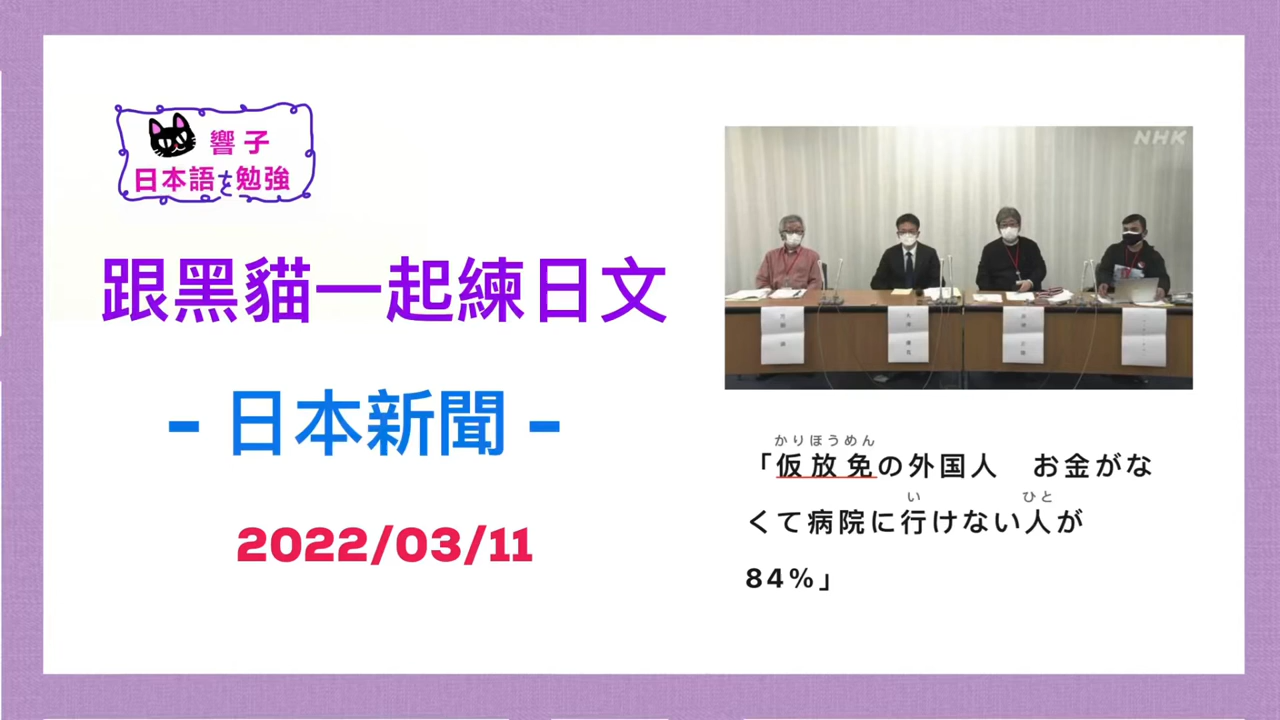 響子
日本語を勉強
跟黑貓一起練日文
- 日本新聞 -
2022/03/11
NHK
かりほうめん
「仮放免の外国人　お金がな
い　ひと
くて病院に行けない人が
84%」